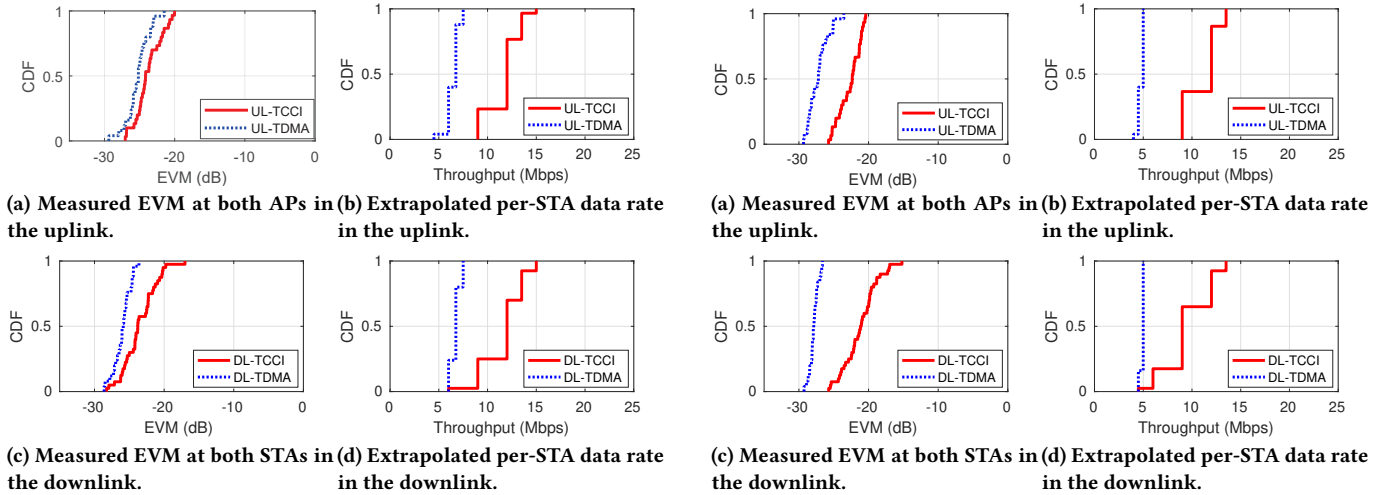 1
0.5
0
CDF
UL-TCCI
UL-TDMA
-30
-20
-10
0
EVM (dB)
(a) Measured EVM at both APs in
the uplink.
1
0.5
0
CDF
UL-TCCI
UL-TDMA
0
5
10
15
20
25
Throughput (Mbps)
(b) Extrapolated per-STA data rate
in the uplink.
1
0.5
0
CDF
UL-TCCI
UL-TDMA
-30
-20
-10
0
EVM (dB)
(a) Measured EVM at both APs in
the uplink.
1
0.5
0
CDF
UL-TCCI
UL-TDMA
0
5
10
15
20
25
Throughput (Mbps)
(b) Extrapolated per-STA data rate
in the uplink.
1
0.5
0
CDF
DL-TCCI
DL-TDMA
-30
-20
-10
0
EVM (dB)
(c) Measured EVM at both STAs in
the downlink.
1
0.5
0
CDF
DL-TCCI
DL-TDMA
0
5
10
15
20
25
Throughput (Mbps)
(d) Extrapolated per-STA data rate
in the downlink.
1
0.5
0
CDF
DL-TCCI
DL-TDMA
-30
-20
-10
0
EVM (dB)
(c) Measured EVM at both STAs in
the downlink.
1
0.5
0
CDF
DL-TCCI
DL-TDMA
0
5
10
15
20
25
Throughput (Mbps)
(d) Extrapolated per-STA data rate
in the downlink.